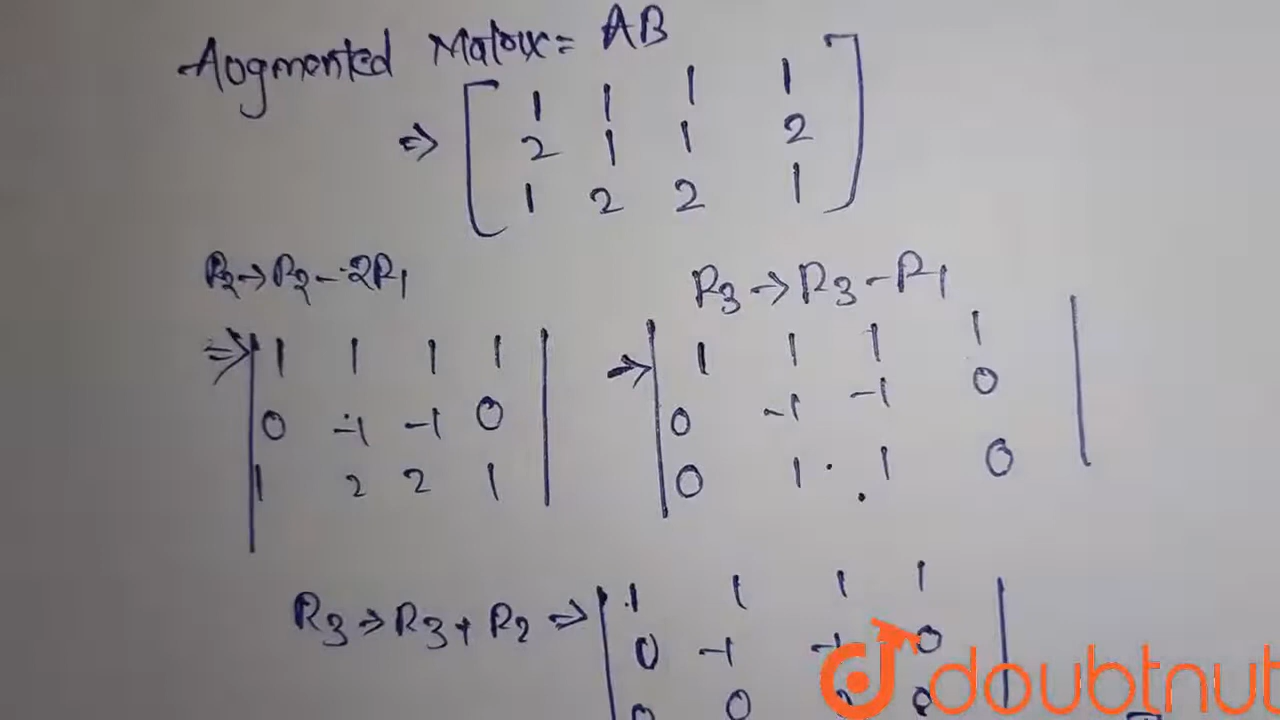 Augmented Matrix = AB
⇒ [ 1 1 1 1
2 1 1 2
1 2 2 1 ]
R2→R2-2R1
⇒ | 1 1 1 1 |
0 -1 -1 0
1 2 2 1
R3→R3-R1
→ | 1 1 1 1 |
0 -1 -1 0
0 1 1 0
R3→R3+R2 ⇒ | 1 1 1 1 |
0 -1 -1 0
0 0
doubtnut